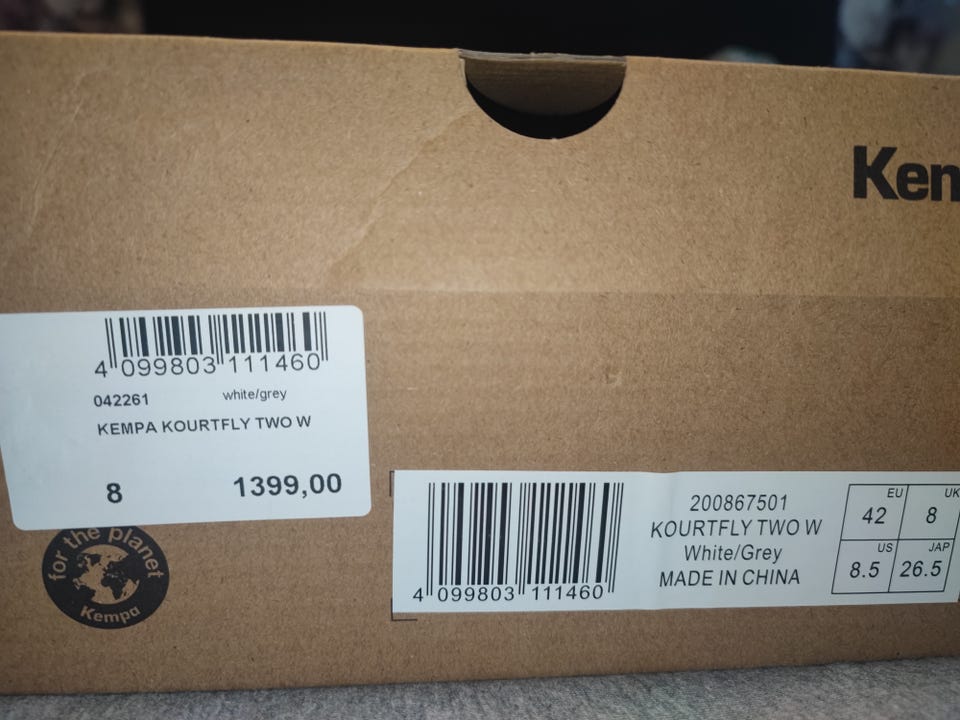 Ken
4 099803 111460
042261 white/grey
KEMPA KOURTFLY TWO W
8 1399,00
for the planet
Kempa
4 099803 111460
200867501
KOURTFLY TWO W
White/Grey
MADE IN CHINA
EU UK
42 8
US JAP
8.5 26.5